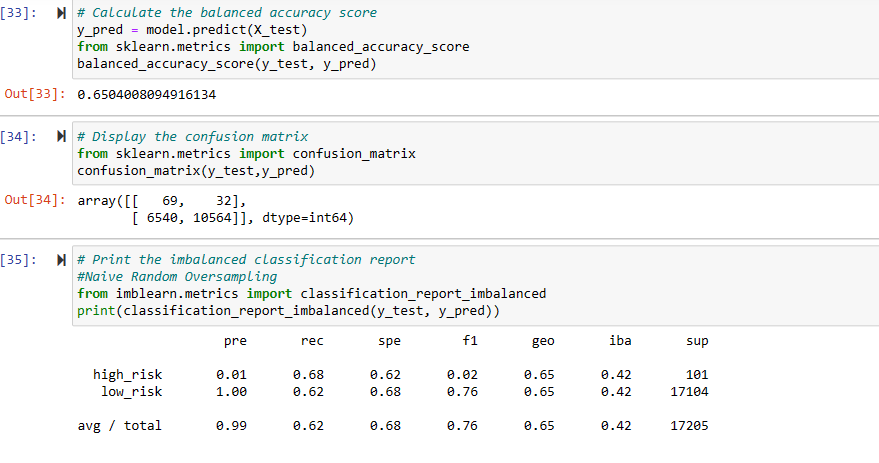 [33]: # Calculate the balanced accuracy score
y_pred = model.predict(X_test)
from sklearn.metrics import balanced_accuracy_score
balanced_accuracy_score(y_test, y_pred)
Out[33]: 0.6504008094916134
[34]: # Display the confusion matrix
from sklearn.metrics import confusion_matrix
confusion_matrix(y_test,y_pred)
Out[34]: array([[   69,    32],
       [ 6540, 10564]], dtype=int64)
[35]: # Print the imbalanced classification report
#Naive Random Oversampling
from imblearn.metrics import classification_report_imbalanced
print(classification_report_imbalanced(y_test, y_pred))
pre rec spe f1 geo iba sup
high_risk 0.01 0.68 0.62 0.02 0.65 0.42 101
low_risk 1.00 0.62 0.68 0.76 0.65 0.42 17104
avg / total 0.99 0.62 0.68 0.76 0.65 0.42 17205